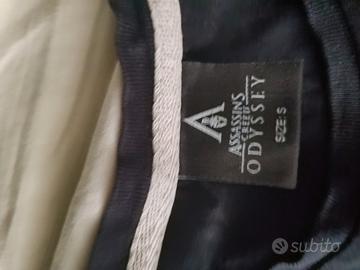 ASSASSIN'S
CREED
ODYSSEY
SIZE: S
subito